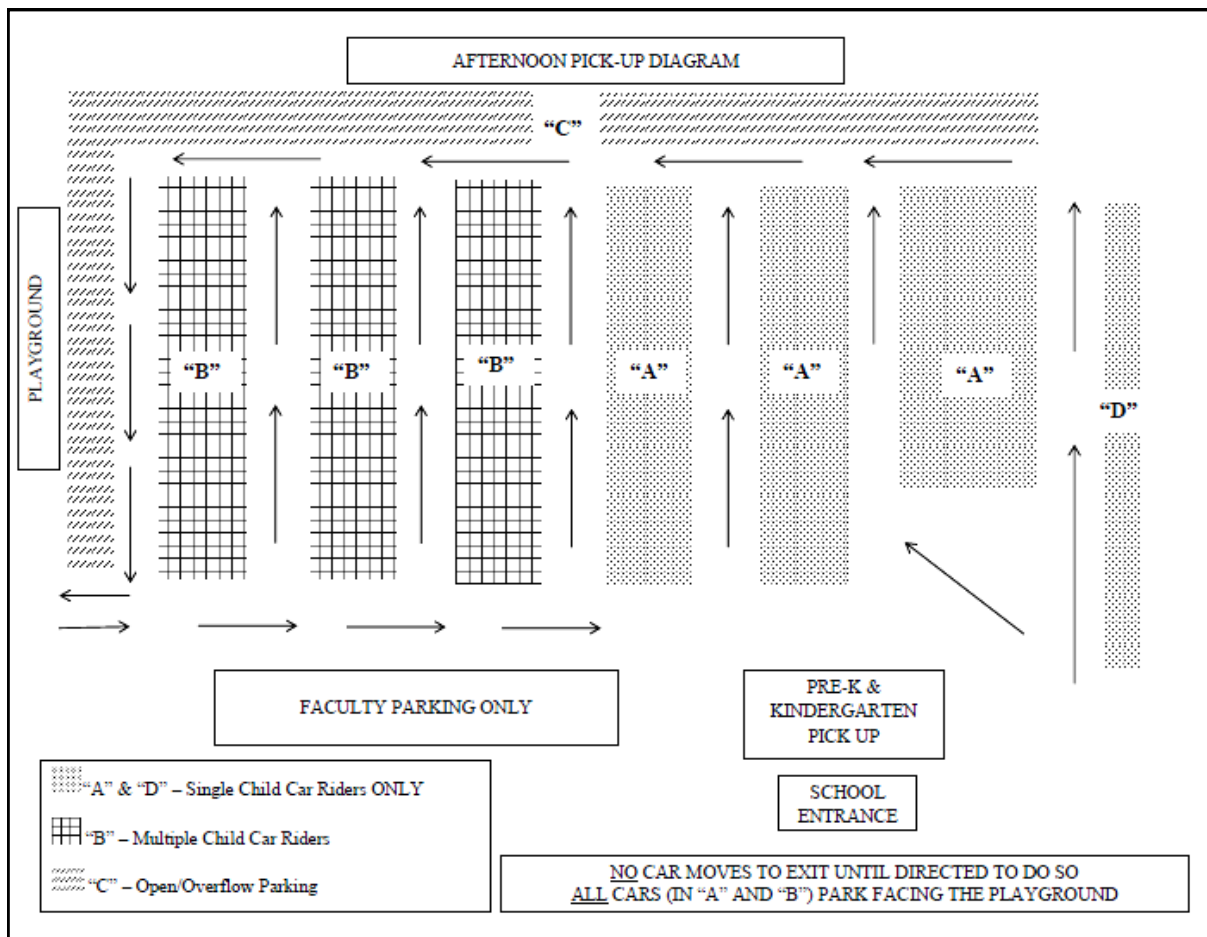 AFTERNOON PICK-UP DIAGRAM
“C”
PLAYGROUND
“B”
“B”
“B”
“A”
“A”
“A”
“D”
FACULTY PARKING ONLY
PRE-K &
KINDERGARTEN
PICK UP
“A” & “D” – Single Child Car Riders ONLY
“B” – Multiple Child Car Riders
“C” – Open/Overflow Parking
SCHOOL
ENTRANCE
NO CAR MOVES TO EXIT UNTIL DIRECTED TO DO SO
ALL CARS (IN “A” AND “B”) PARK FACING THE PLAYGROUND